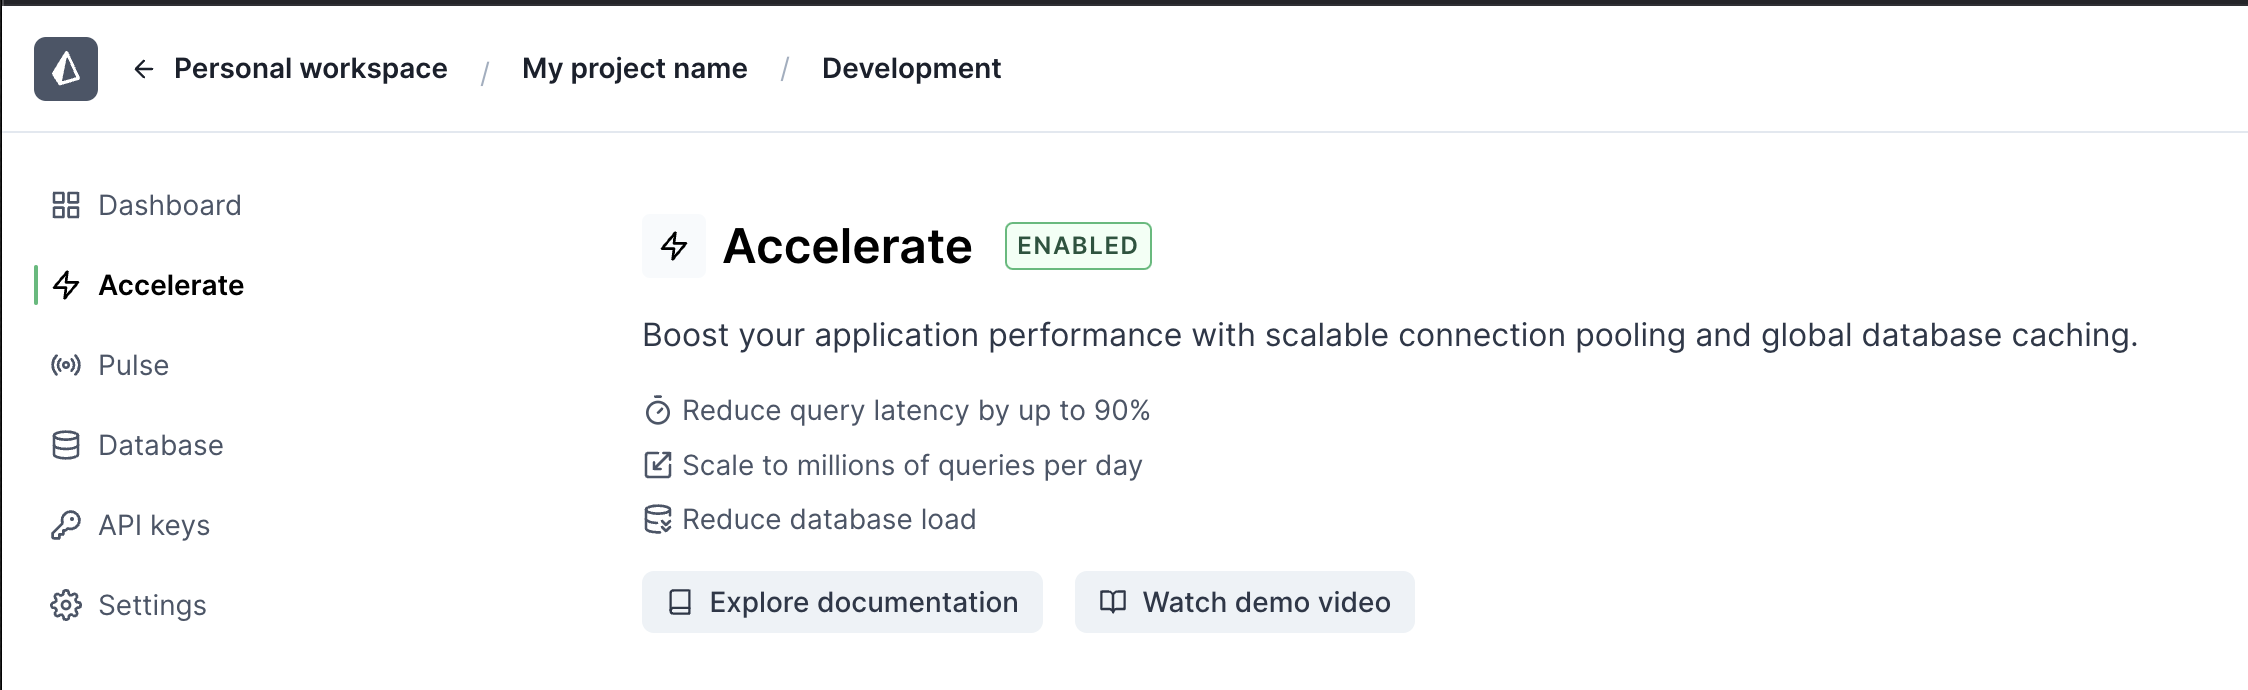 Personal workspace / My project name / Development
Dashboard
Accelerate
Pulse
Database
API keys
Settings
Accelerate ENABLED
Boost your application performance with scalable connection pooling and global database caching.
Reduce query latency by up to 90%
Scale to millions of queries per day
Reduce database load
Explore documentation Watch demo video